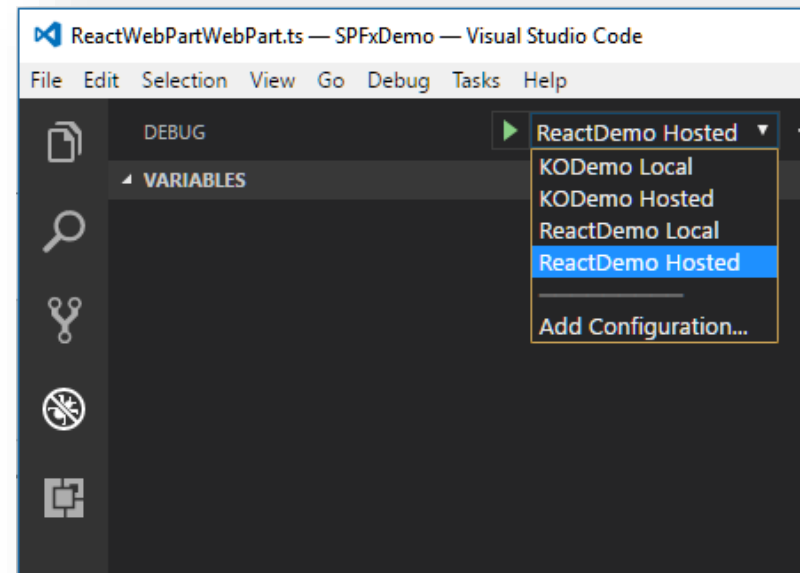 ReactWebPartWebPart.ts — SPFxDemo — Visual Studio Code
File Edit Selection View Go Debug Tasks Help
DEBUG ReactDemo Hosted
VARIABLES
KODemo Local
KODemo Hosted
ReactDemo Local
ReactDemo Hosted
Add Configuration...